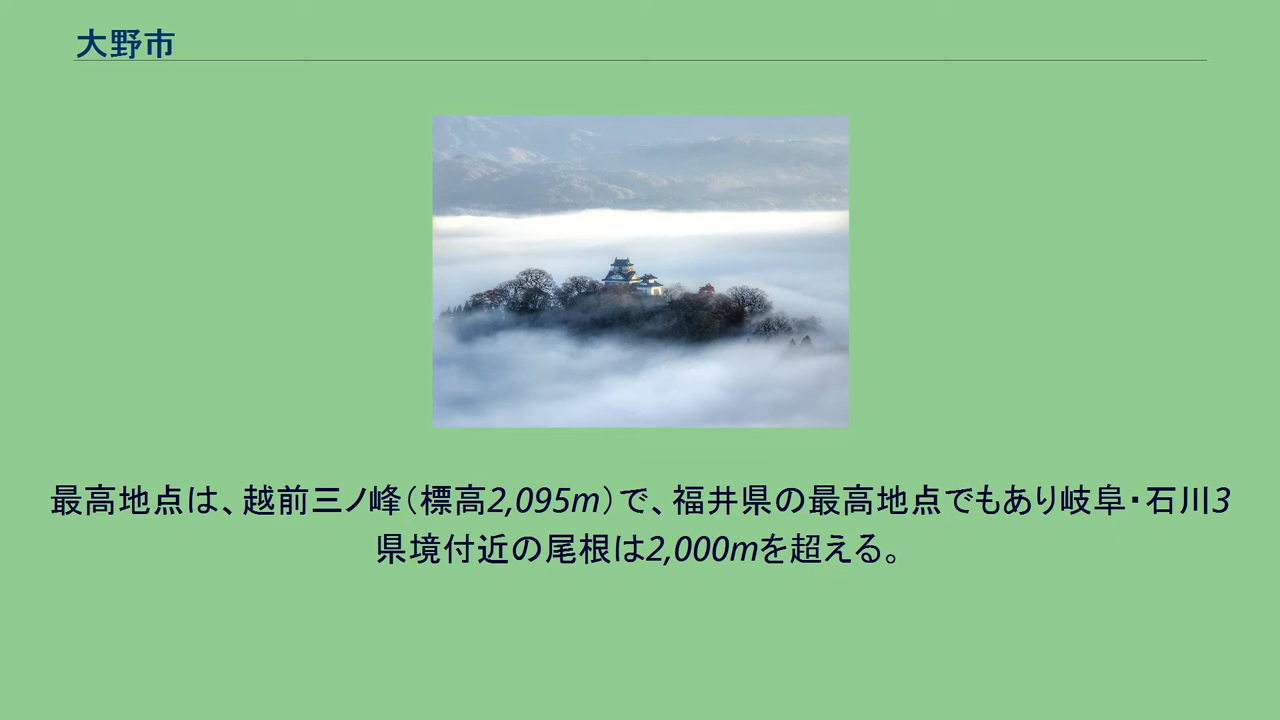 大野市
最高地点は、越前三ノ峰（標高2,095m）で、福井県の最高地点でもあり岐阜・石川3
県境付近の尾根は2,000mを超える。